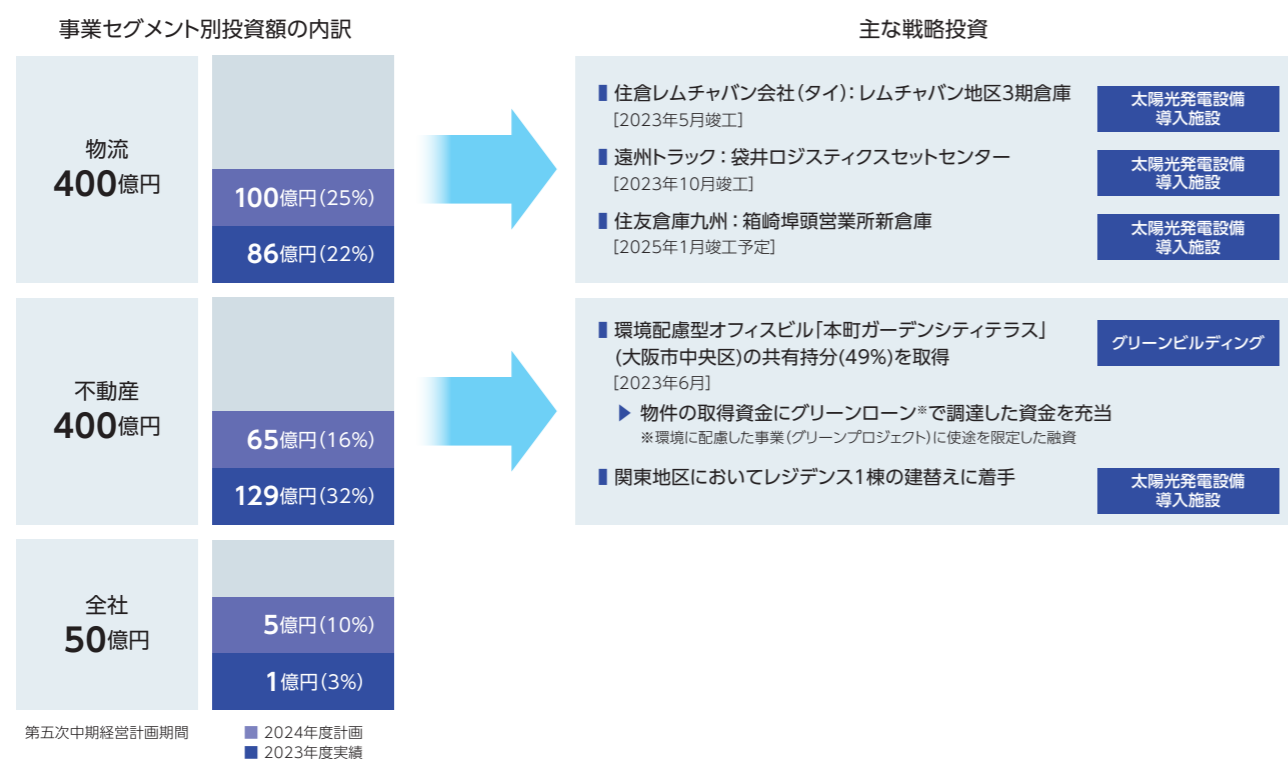 事業セグメント別投資額の内訳
物流
400億円
100億円(25%)
86億円(22%)
不動産
400億円
65億円(16%)
129億円(32%)
全社
50億円
5億円(10%)
1億円(3%)
第五次中期経営計画期間
■ 2024年度計画
■ 2023年度実績
主な戦略投資
住倉レムチャバン会社(タイ):レムチャバン地区3期倉庫
[2023年5月竣工]
太陽光発電設備
導入施設
遠州トラック:袋井ロジスティクスセットセンター
[2023年10月竣工]
太陽光発電設備
導入施設
住友倉庫九州:箱崎埠頭営業所新倉庫
[2025年1月竣工予定]
太陽光発電設備
導入施設
環境配慮型オフィスビル「本町ガーデンシティテラス」
(大阪市中央区)の共有持分(49%)を取得
[2023年6月]
グリーンビルディング
▶ 物件の取得資金にグリーンローン※で調達した資金を充当
※環境に配慮した事業(グリーンプロジェクト)に使途を限定した融資
関東地区においてレジデンス1棟の建替えに着手
太陽光発電設備
導入施設